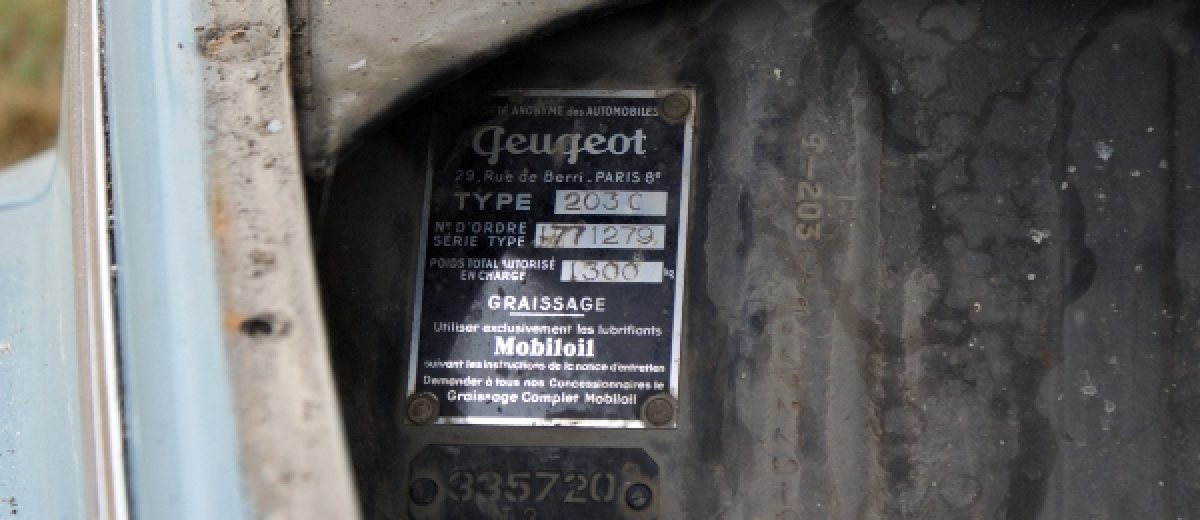 ANONYME des AUTOMOBILES
Peugeot
29, Rue de Berri. PARIS 8e
TYPE 203 C
No D'ORDRE
SÉRIE TYPE 1771279
POIDS TOTAL AUTORISÉ
EN CHARGE 1300 kg
GRAISSAGE
Utiliser exclusivement les lubrifiants
Mobiloil
suivant les instructions de la notice d'entretien
Demander à tous nos Concessionnaires le
Graissage Complet Mobiloil
335720
9-203